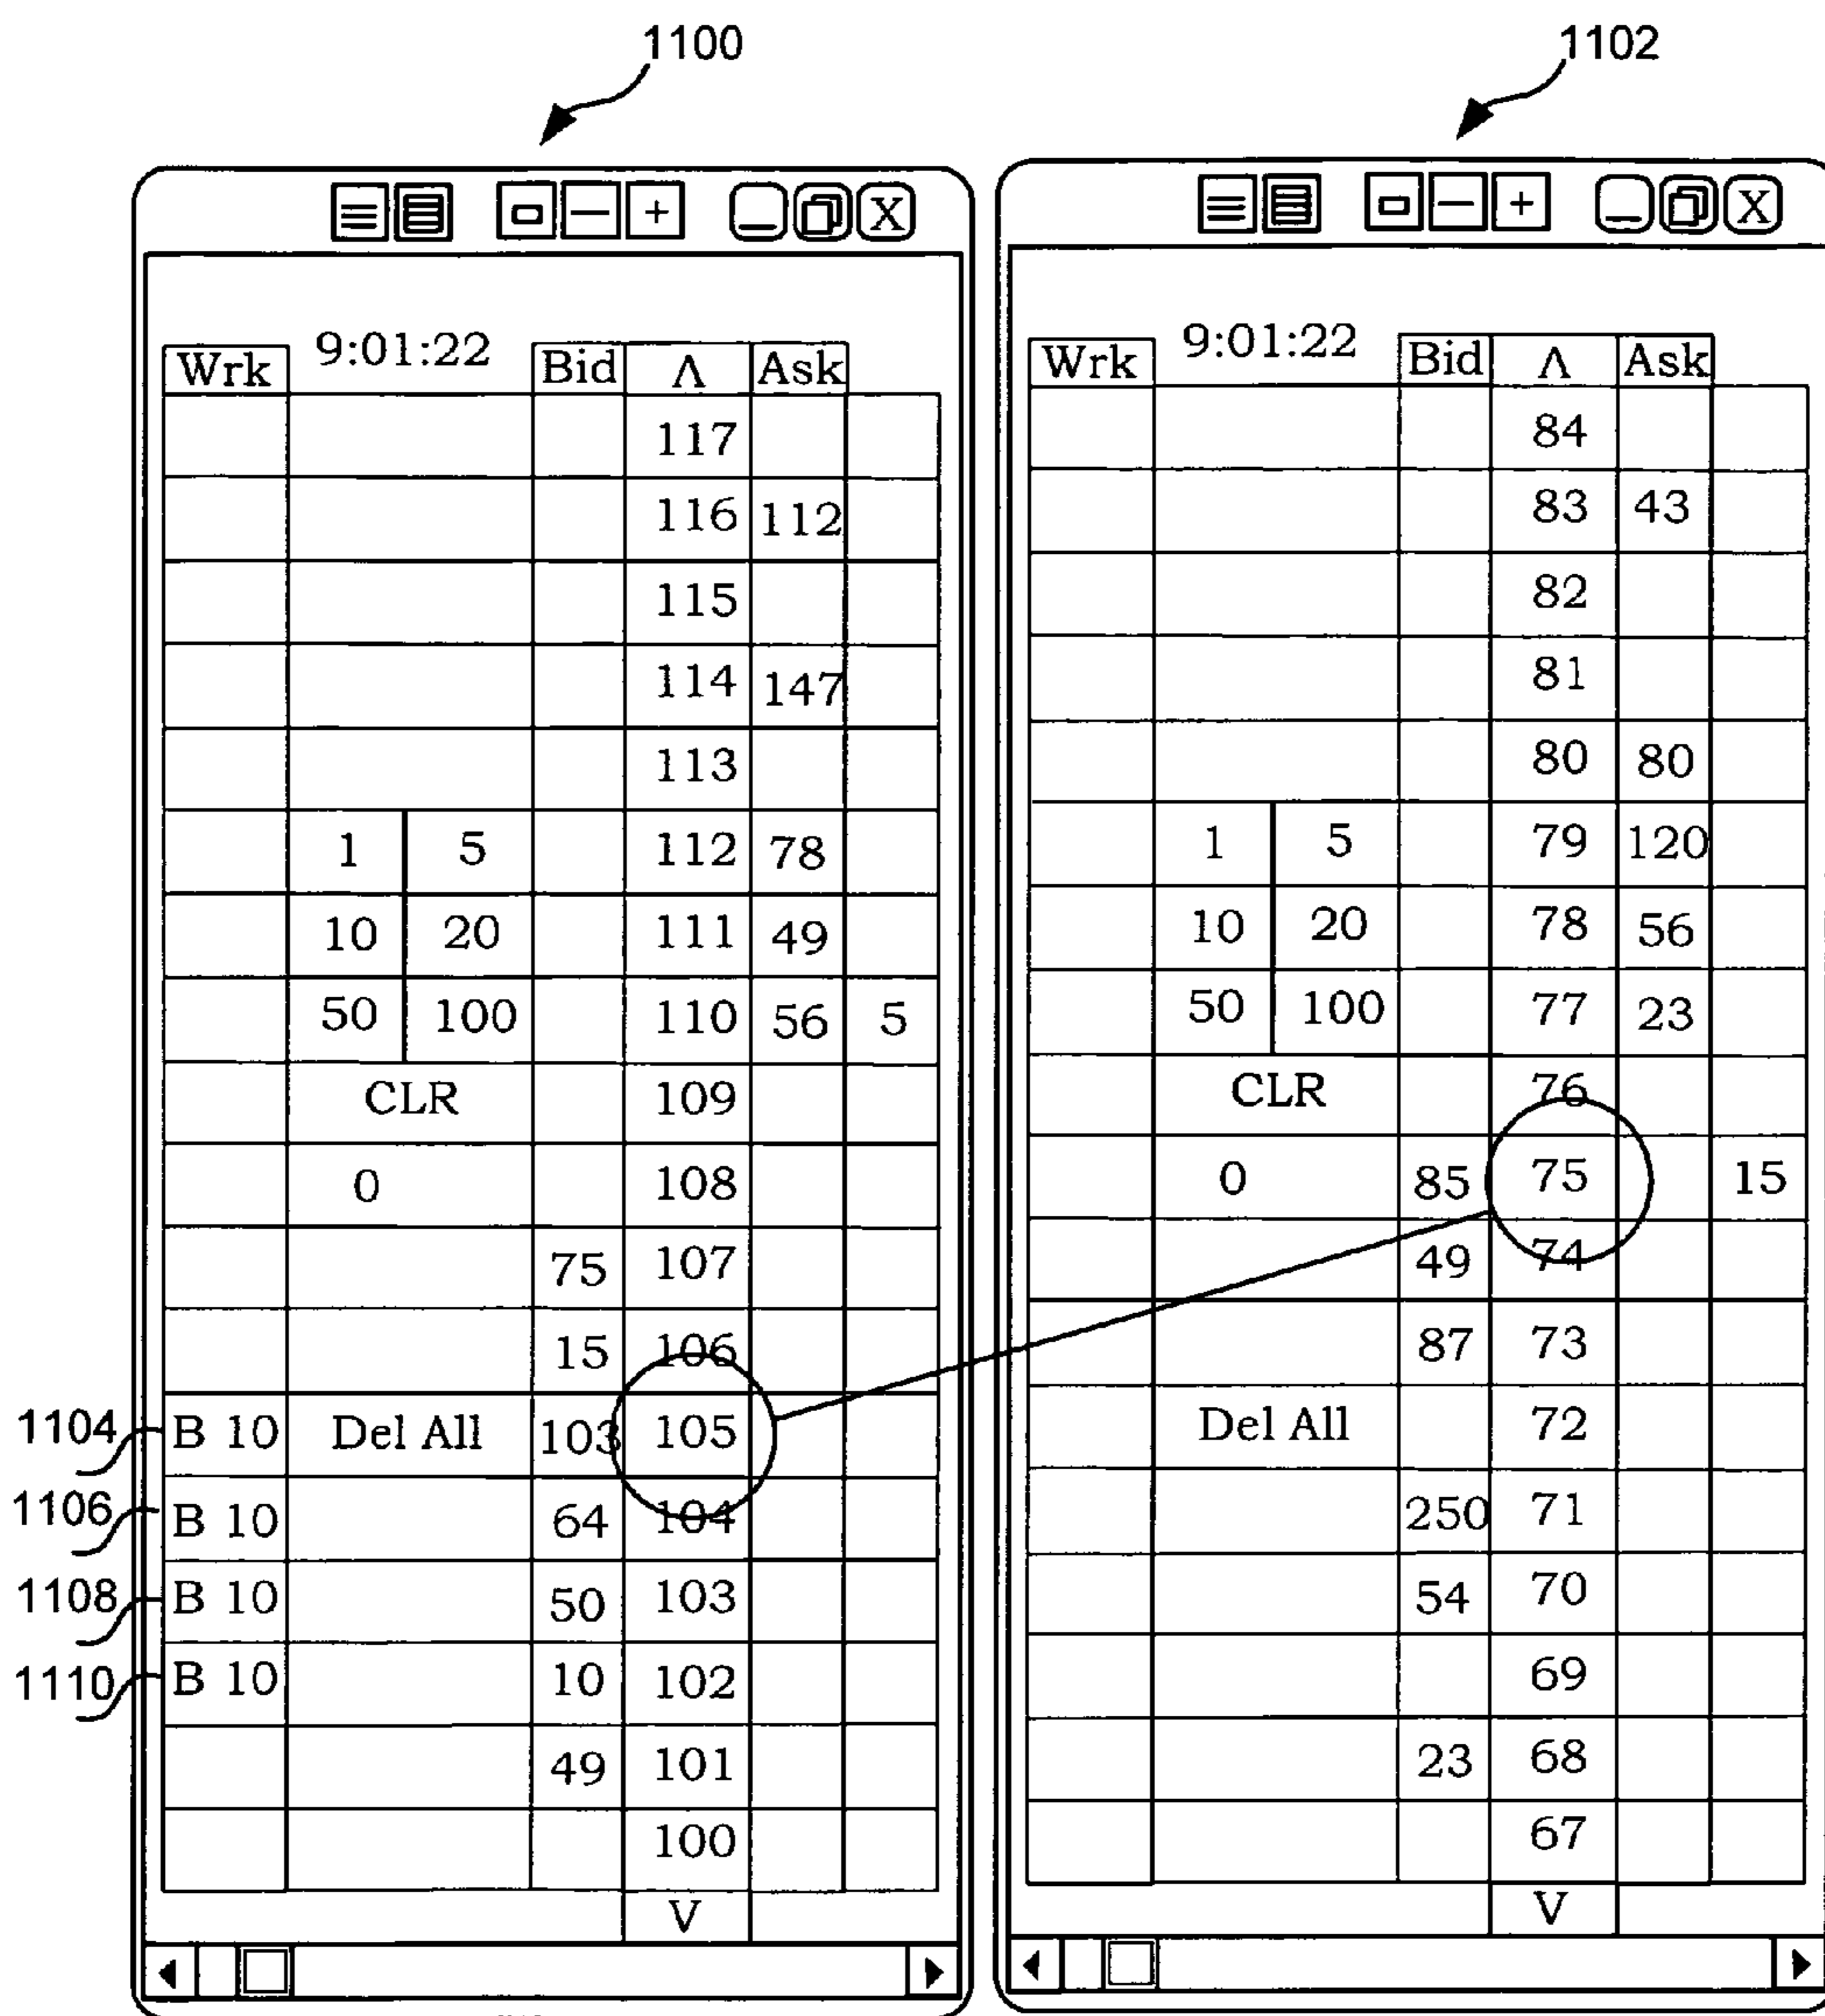 1100
1102
X
X
Wrk 9:01:22 Bid Λ Ask
117
116 112
115
114 147
113
1 5 112 78
10 20 111 49
50 100 110 56 5
CLR 109
0 108
75 107
15 106
1104 B 10 Del All 103 105
1106 B 10 64 104
1108 B 10 50 103
1110 B 10 10 102
49 101
100
V
Wrk 9:01:22 Bid Λ Ask
84
83 43
82
81
80 80
1 5 79 120
10 20 78 56
50 100 77 23
CLR 76
0 85 75 15
49 74
87 73
Del All 72
250 71
54 70
69
23 68
67
V